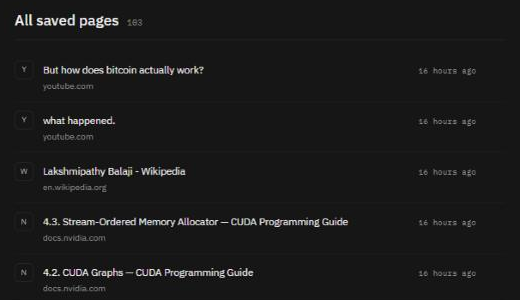 All saved pages 103
Y But how does bitcoin actually work? 16 hours ago
youtube.com
Y what happened. 16 hours ago
youtube.com
W Lakshmipathy Balaji - Wikipedia 16 hours ago
en.wikipedia.org
N 4.3. Stream-Ordered Memory Allocator — CUDA Programming Guide 16 hours ago
docs.nvidia.com
N 4.2. CUDA Graphs — CUDA Programming Guide 16 hours ago
docs.nvidia.com